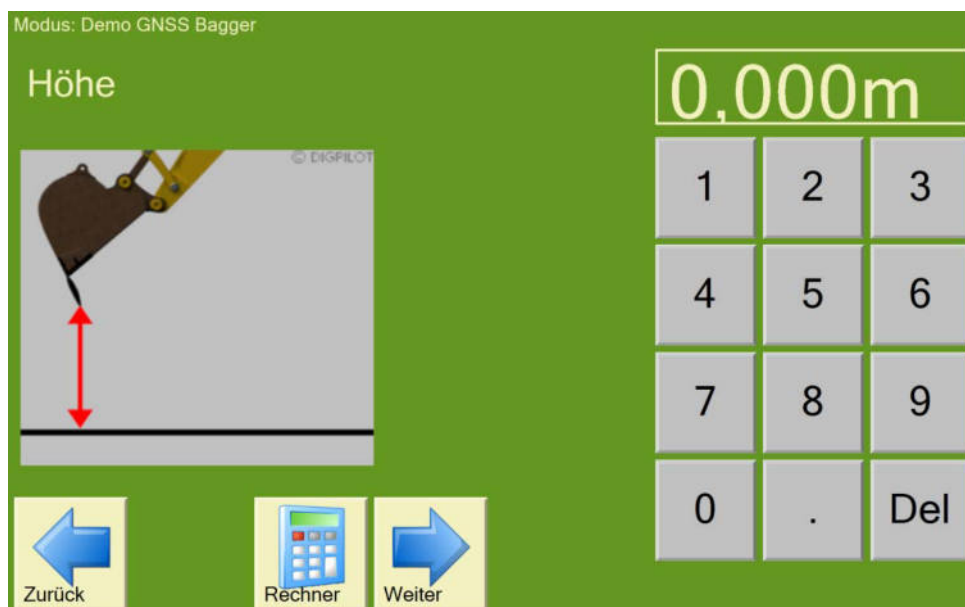 Modus: Demo GNSS Bagger
Höhe
0,000m
© DIGPILOT
1 2 3
4 5 6
7 8 9
0 . Del
Zurück
Rechner
Weiter